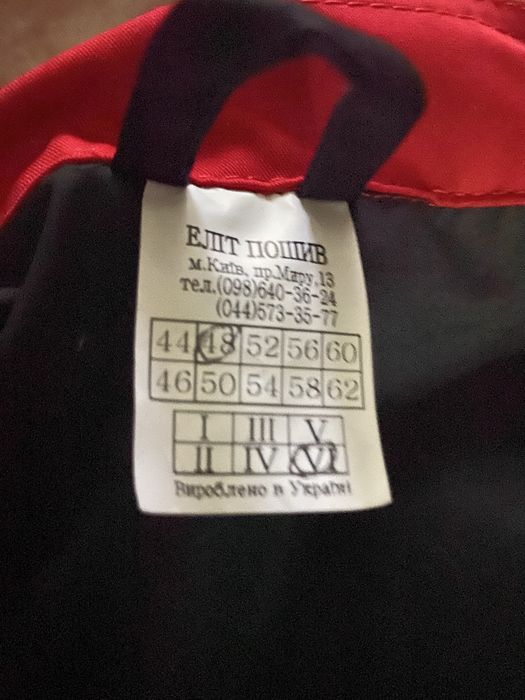 ЕЛІТ ПОШИВ
м.Київ, пр.Миру,13
тел.(098)640-36-24
(044)573-35-77
44 48 52 56 60
46 50 54 58 62
I III V
II IV VI
Вироблено в Україні